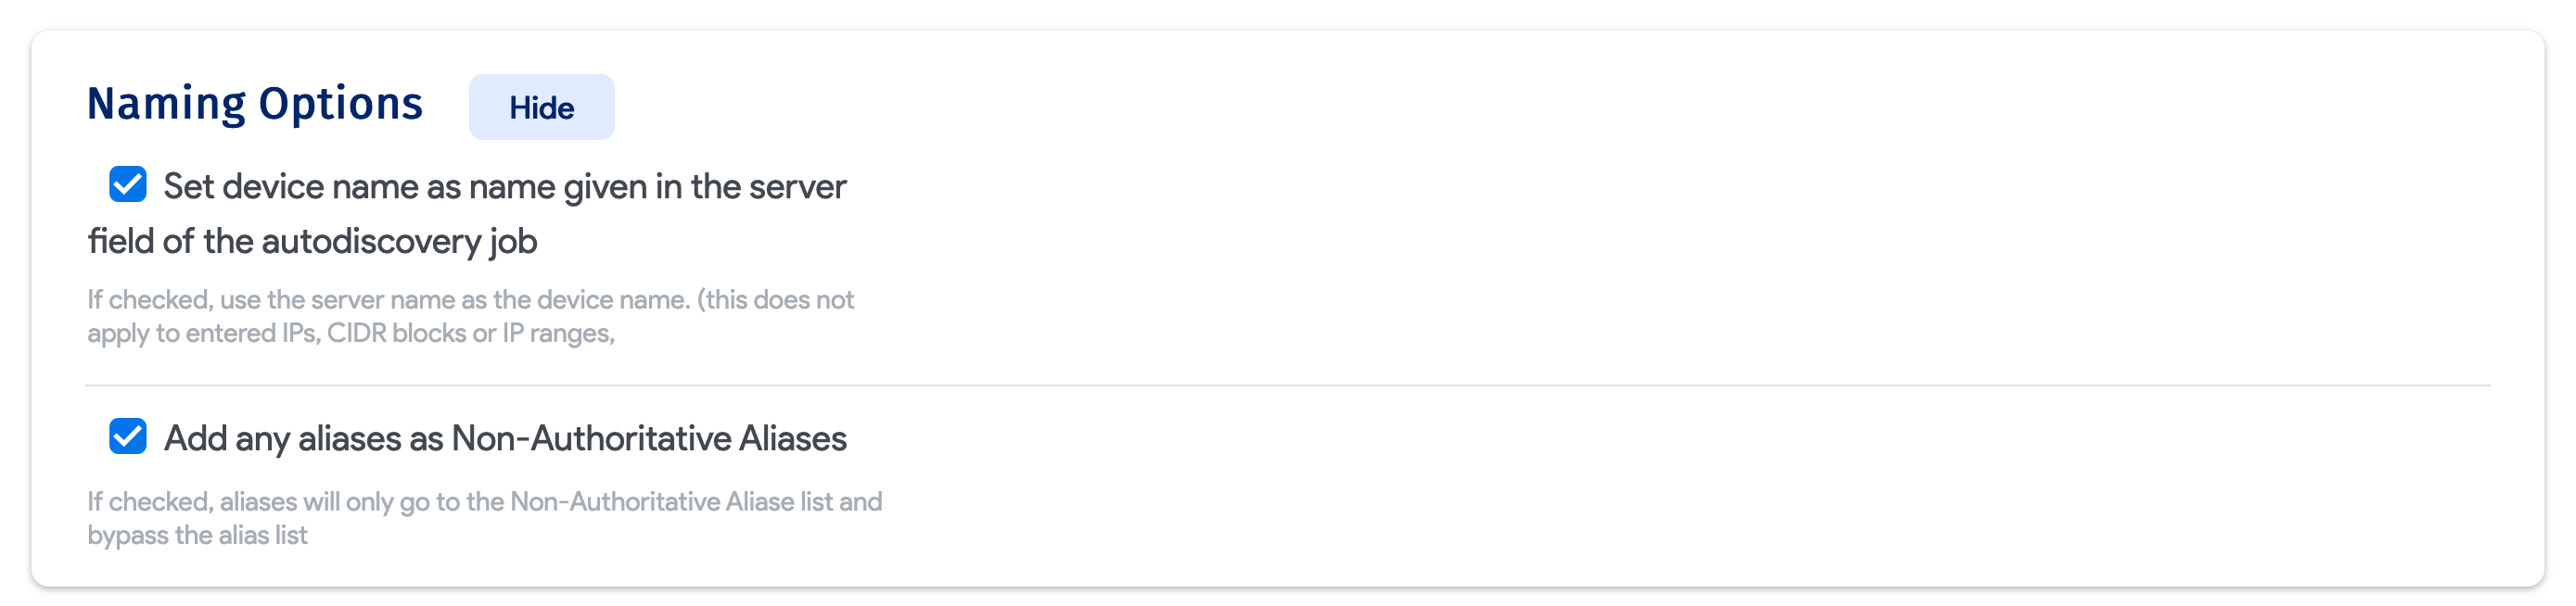 Naming Options
Hide
Set device name as name given in the server
field of the autodiscovery job
If checked, use the server name as the device name. (this does not
apply to entered IPs, CIDR blocks or IP ranges,
Add any aliases as Non-Authoritative Aliases
If checked, aliases will only go to the Non-Authoritative Aliase list and
bypass the alias list